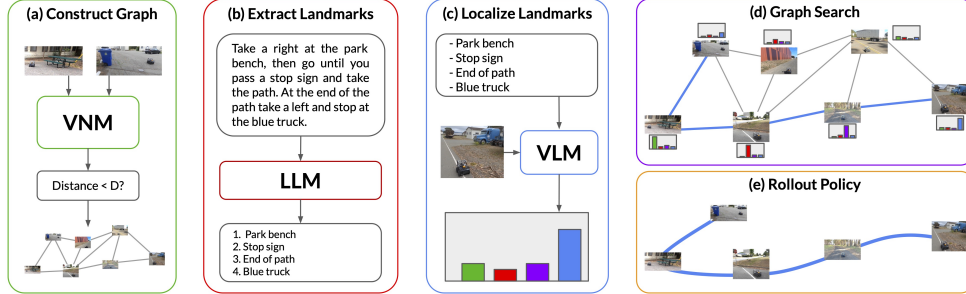 (a) Construct Graph
VNM
Distance < D?
(b) Extract Landmarks
Take a right at the park
bench, then go until you
pass a stop sign and take
the path. At the end of the
path take a left and stop at
the blue truck.
LLM
1. Park bench
2. Stop sign
3. End of path
4. Blue truck
(c) Localize Landmarks
- Park bench
- Stop sign
- End of path
- Blue truck
VLM
(d) Graph Search
(e) Rollout Policy